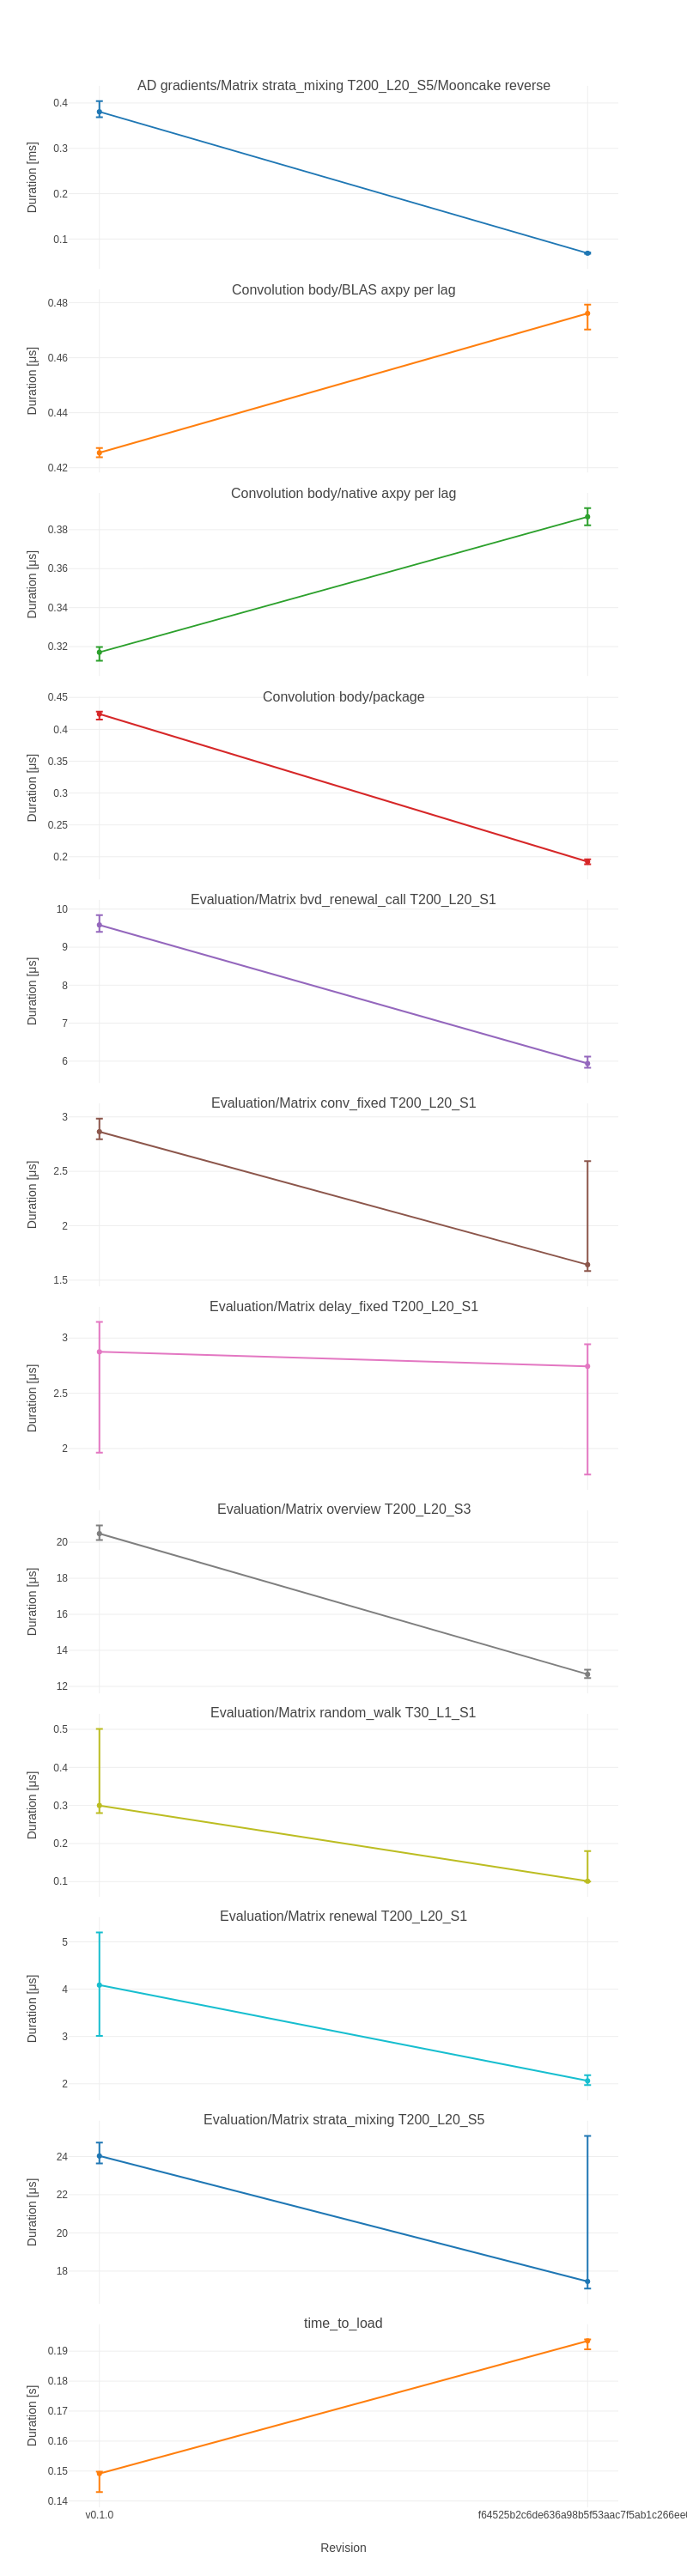 AD gradients/Matrix strata_mixing T200_L20_S5/Mooncake reverse
0.4
0.3
0.2
0.1
Duration [ms]
Convolution body/BLAS axpy per lag
0.48
0.46
0.44
0.42
Duration [μs]
Convolution body/native axpy per lag
0.38
0.36
0.34
0.32
Duration [μs]
Convolution body/package
0.45
0.4
0.35
0.3
0.25
0.2
Duration [μs]
Evaluation/Matrix bvd_renewal_call T200_L20_S1
10
9
8
7
6
Duration [μs]
Evaluation/Matrix conv_fixed T200_L20_S1
3
2.5
2
1.5
Duration [μs]
Evaluation/Matrix delay_fixed T200_L20_S1
3
2.5
2
Duration [μs]
Evaluation/Matrix overview T200_L20_S3
20
18
16
14
12
Duration [μs]
Evaluation/Matrix random_walk T30_L1_S1
0.5
0.4
0.3
0.2
0.1
Duration [μs]
Evaluation/Matrix renewal T200_L20_S1
5
4
3
2
Duration [μs]
Evaluation/Matrix strata_mixing T200_L20_S5
24
22
20
18
Duration [μs]
time_to_load
0.19
0.18
0.17
0.16
0.15
0.14
Duration [s]
v0.1.0
Revision